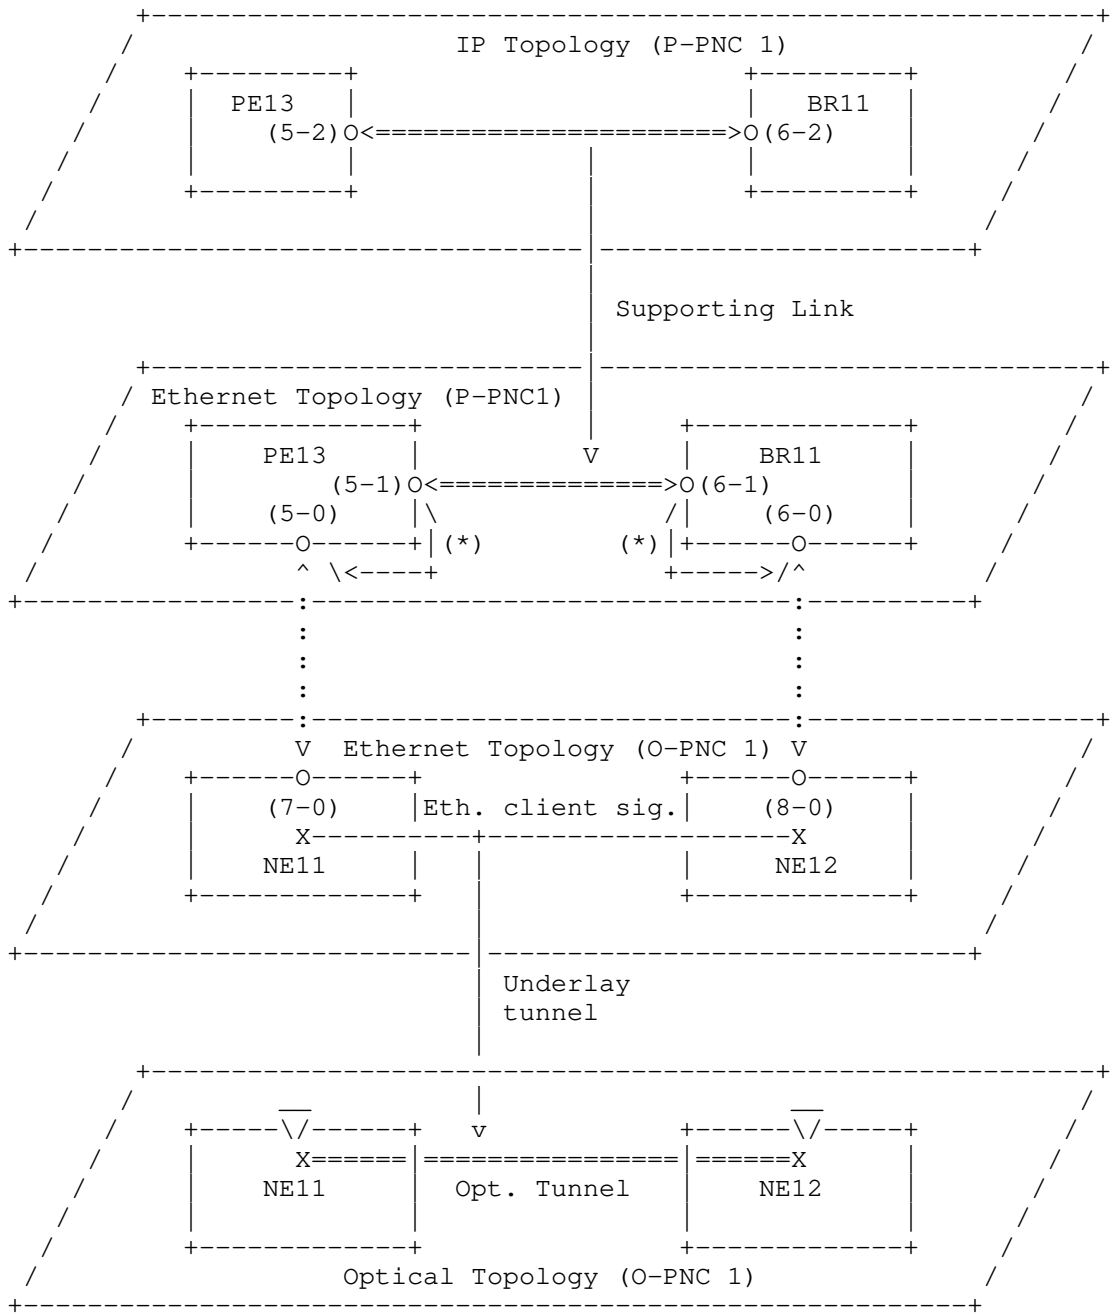 IP Topology (P-PNC 1)
PE13 BR11
(5-2)O<======================>O(6-2)
Supporting Link
Ethernet Topology (P-PNC1)
PE13 V BR11
(5-1)O<==============>O(6-1)
(5-0) (6-0)
O (*) (*) O
: :
: :
: :
: :
: :
V Ethernet Topology (O-PNC 1) V
O O
(7-0) Eth. client sig. (8-0)
X X
NE11 NE12
Underlay
tunnel
v
X====== ================ ======X
NE11 Opt. Tunnel NE12
Optical Topology (O-PNC 1)